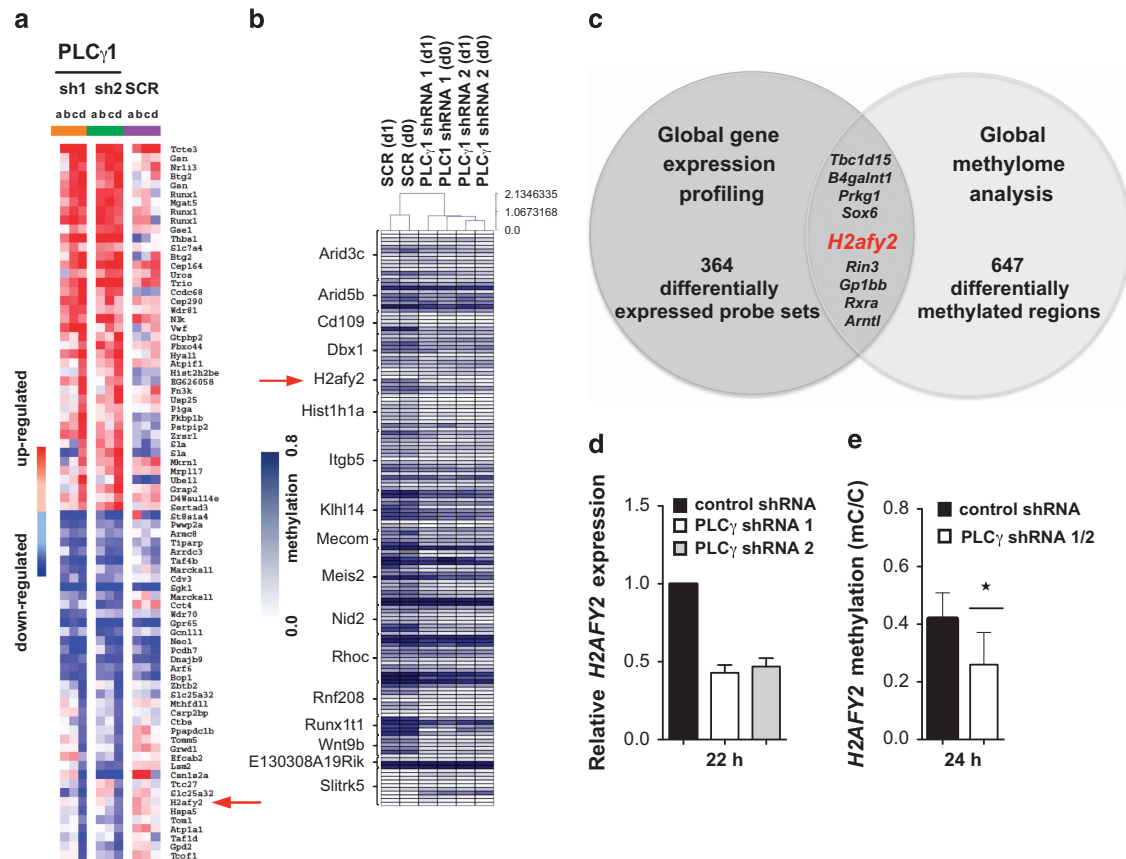 a
PLCγ1
sh1 sh2 SCR
abcd abcd abcd
Tcte3
Gsn
Nr1i3
Btg2
Gsn
Runx1
Mgat5
Runx1
Runx1
Gse1
Thbs1
Slc7a4
Btg2
Cep164
Uros
Trio
Ccdc68
Cep290
Wdr81
Nlk
Vwf
Gtpbp2
Fbxo44
Hyal1
Atpif1
Hist2h2be
EG626058
Fn3k
Usp25
Piga
Fkbp1b
Pstpip2
Zrsr1
Sla
Sla
Mkrn1
Mrpl17
Ube1l
Grap2
D4Wsu114e
Sertad3
St8sia4
Pwwp2a
Armc8
Tiparp
Arrdc3
Taf4b
Marcksl1
Cdv3
Sgk1
Marcksl1
Cct4
Wdr70
Gpr65
Gcn1l1
Neo1
Pcdh7
Dnajb9
Arf6
Bop1
Zbtb2
Slc25a32
Mthfd1l
Csrp2bp
Ctbs
Ppapdc1b
Tomm5
Grwd1
Efcab2
Lsm2
Csn1s2a
Ttc27
Slc25a32
H2afy2
Hspa5
Tom1
Atp1a1
Taf1d
Gpd2
Tcof1
up-regulated
down-regulated
b
SCR (d1)
SCR (d0)
PLCγ1 shRNA 1 (d1)
PLC1 shRNA 1 (d0)
PLCγ1 shRNA 2 (d1)
PLCγ1 shRNA 2 (d0)
2.1346335
1.0673168
0.0
Arid3c
Arid5b
Cd109
Dbx1
H2afy2
Hist1h1a
Itgb5
Klhl14
Mecom
Meis2
Nid2
Rhoc
Rnf208
Runx1t1
Wnt9b
E130308A19Rik
Slitrk5
0.0 methylation 0.8
c
Global gene
expression
profiling
364
differentially
expressed probe sets
Tbc1d15
B4galnt1
Prkg1
Sox6
H2afy2
Rin3
Gp1bb
Rxra
Arntl
Global
methylome
analysis
647
differentially
methylated regions
d
control shRNA
PLCγ shRNA 1
PLCγ shRNA 2
Relative H2AFY2 expression
1.5
1.0
0.5
0.0
22 h
e
control shRNA
PLCγ shRNA 1/2
H2AFY2 methylation (mC/C)
0.8
0.6
0.4
0.2
0.0
★
24 h